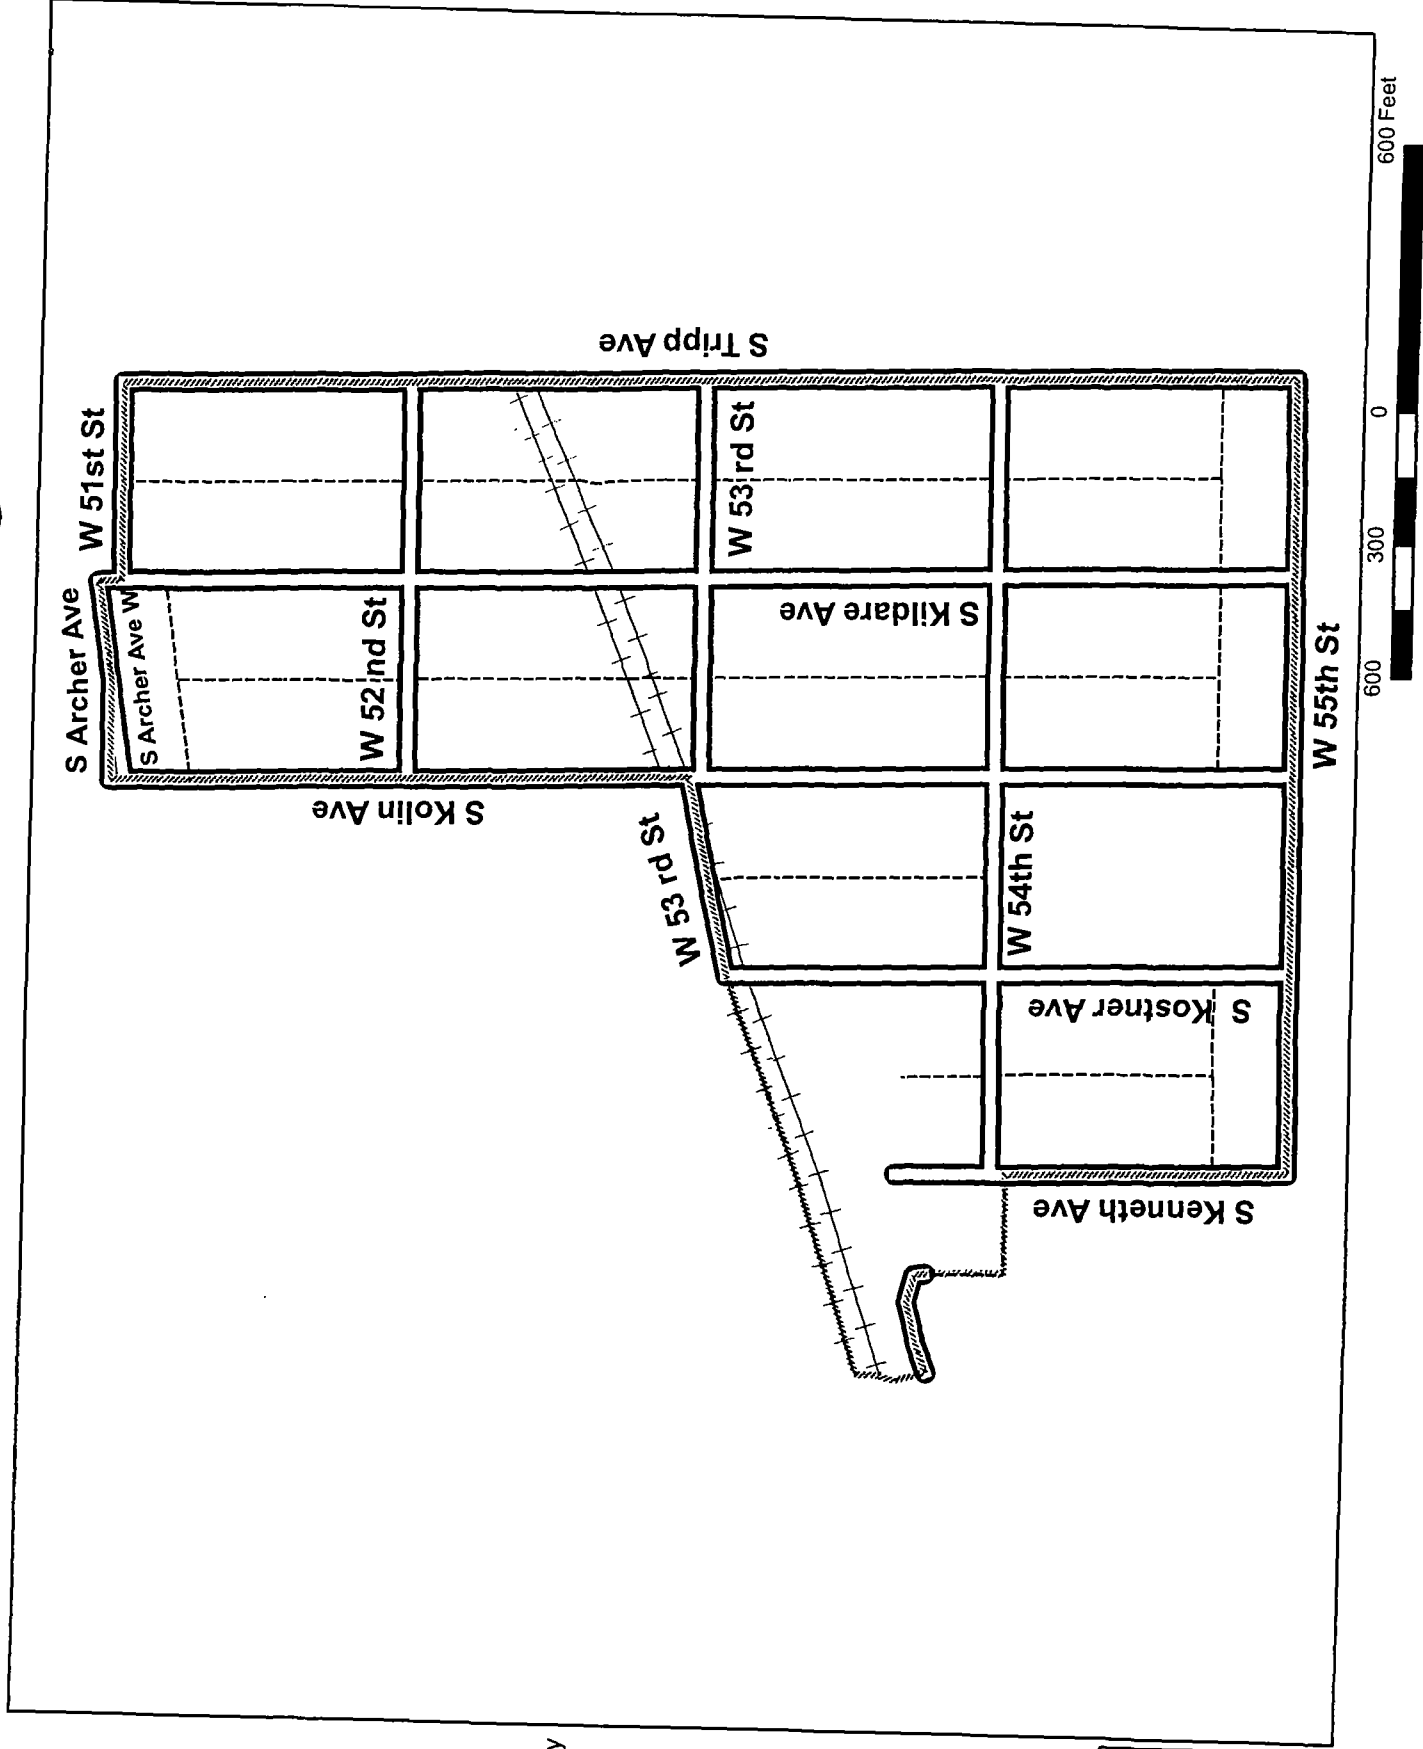 S Archer Ave
W 51st St
S Archer Ave W
S Tripp Ave
W 52 nd St
S Kolin Ave
W 53 rd St
W 53 rd St
S Kildare Ave
W 54th St
S Kostner Ave
S Kenneth Ave
W 55th St
600
300
0
600 Feet
y